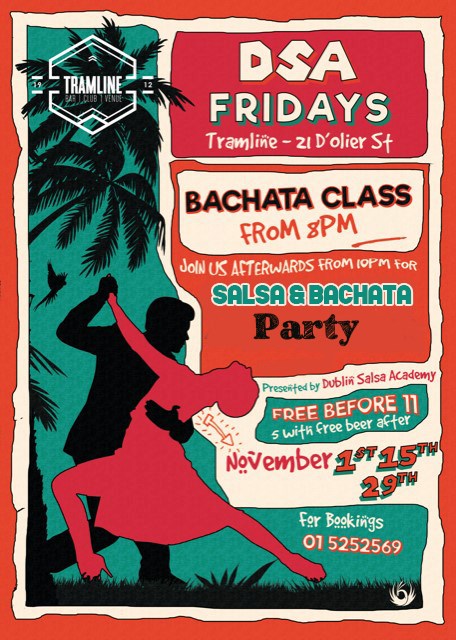 19 12
TRAMLINE
BAR | CLUB | VENUE
DSA
FRIDAYS
Tramline - 21 D'olier St
BACHATA CLASS
FROM 8PM
JOIN US AFTERWARDS FROM 10PM FOR
SALSA & BACHATA
Party
Presented by Dublin Salsa Academy
FREE BEFORE 11
5 with free beer after
November 1ST 15TH
29TH
For Bookings
01 5252569